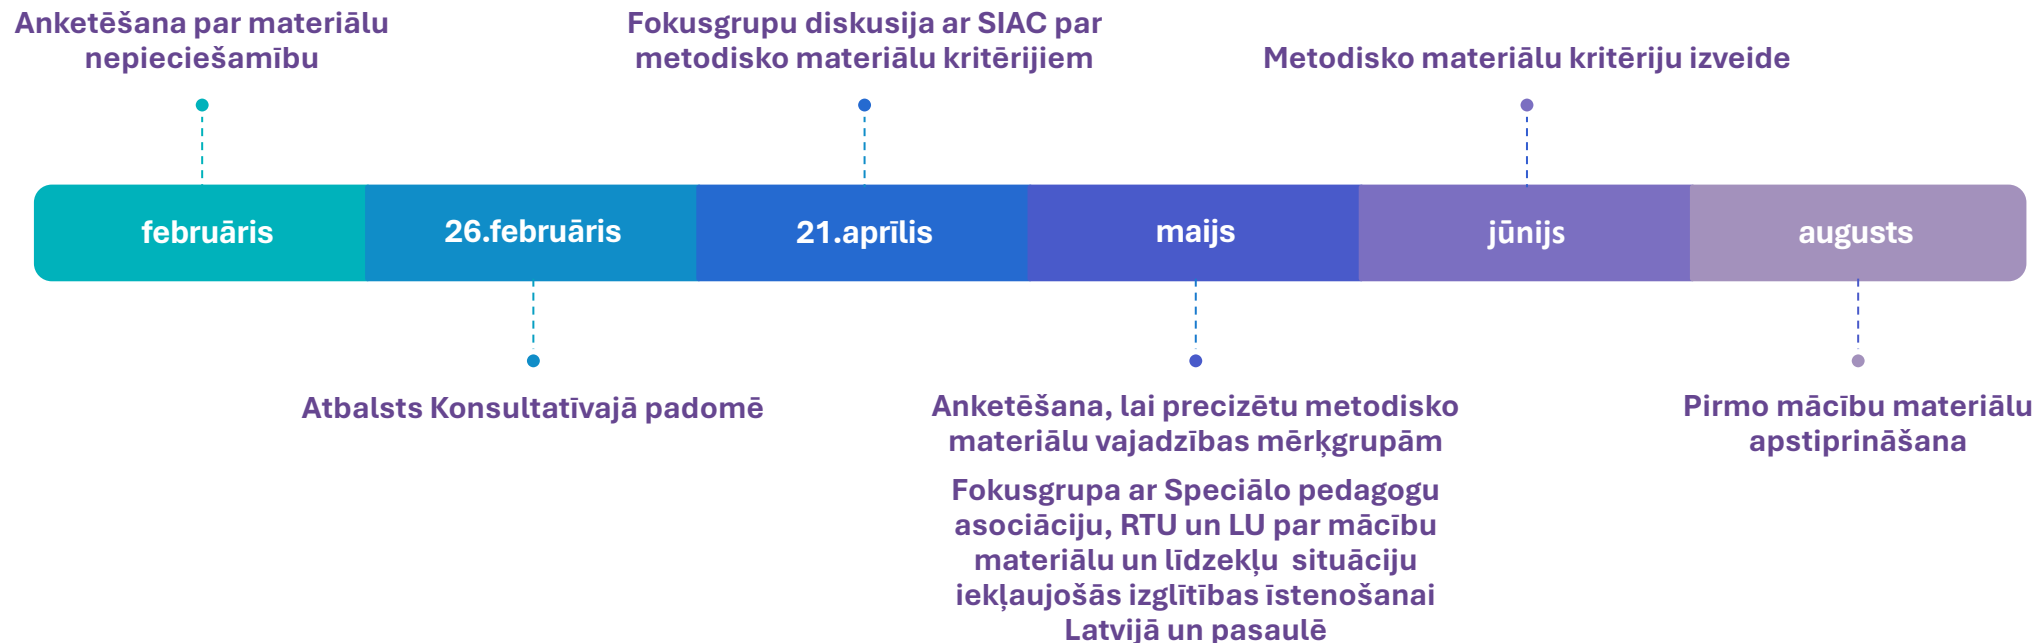 Anketēšana par materiālu
nepieciešamību
Fokusgrupu diskusija ar SIAC par
metodisko materiālu kritērijiem
Metodisko materiālu kritēriju izveide
februāris
26.februāris
21.aprīlis
maijs
jūnijs
augusts
Atbalsts Konsultatīvajā padomē
Anketēšana, lai precizētu metodisko
materiālu vajadzības mērķgrupām
Fokusgrupa ar Speciālo pedagogu
asociāciju, RTU un LU par mācību
materiālu un līdzekļu  situāciju
iekļaujošās izglītības īstenošanai
Latvijā un pasaulē
Pirmo mācību materiālu
apstiprināšana